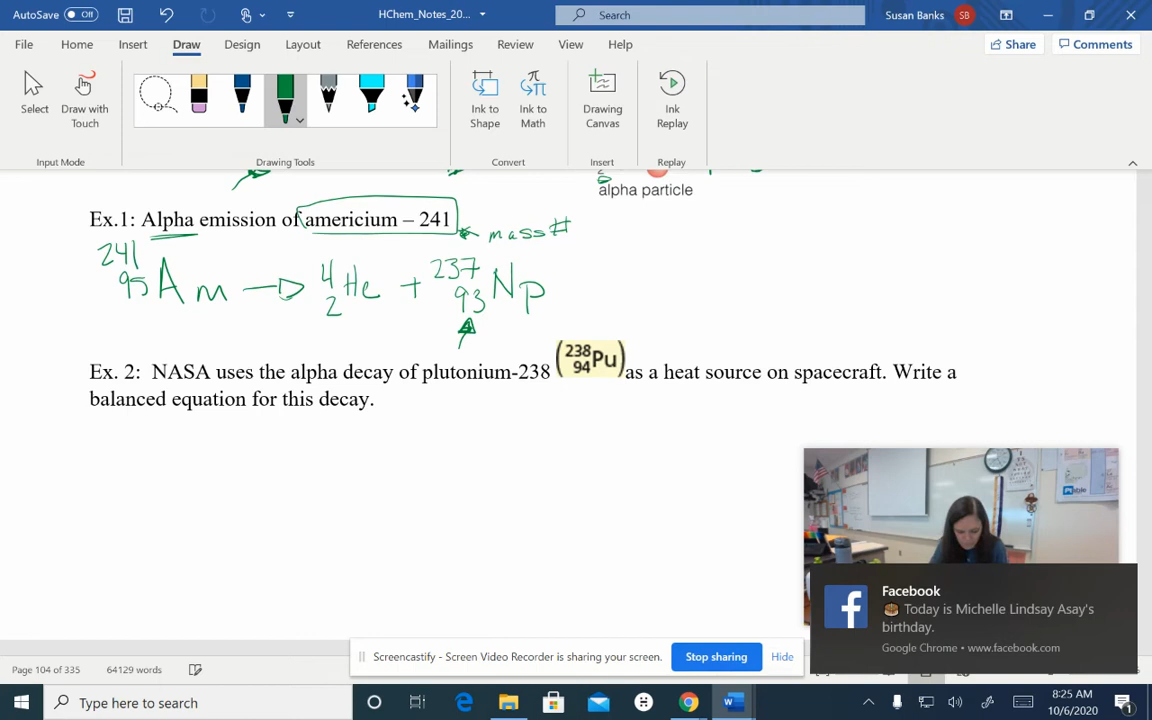 AutoSave Off HChem_Notes_20... Search Susan Banks SB
File Home Insert Draw Design Layout References Mailings Review View Help Share Comments
Select Draw with Touch Ink to Shape Ink to Math Drawing Canvas Ink Replay
Input Mode Drawing Tools Convert Insert Replay
alpha particle
Ex.1: Alpha emission of americium – 241
mass #
241 95 Am → 4 2 He + 237 93 Np
Ex. 2: NASA uses the alpha decay of plutonium-238 (238 94 Pu) as a heat source on spacecraft. Write a
balanced equation for this decay.
Facebook
Today is Michelle Lindsay Asay's
birthday.
Google Chrome • www.facebook.com
Screencastify - Screen Video Recorder is sharing your screen. Stop sharing Hide
Page 104 of 335 64129 words
Type here to search
8:25 AM
10/6/2020
1